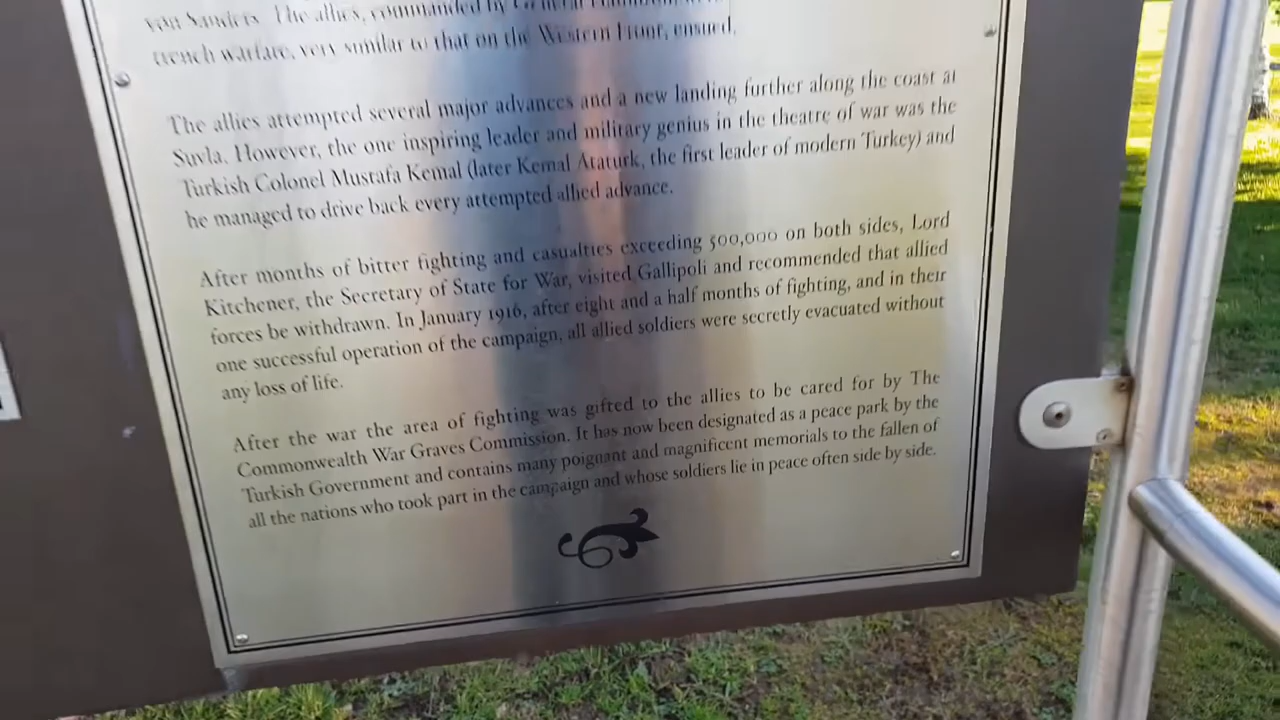 von Sanders. The allies, commanded by General
trench warfare, very similar to that on the Western Front, ensued.
The allies attempted several major advances and a new landing further along the coast at
Suvla. However, the one inspiring leader and military genius in the theatre of war was the
Turkish Colonel Mustafa Kemal (later Kemal Ataturk, the first leader of modern Turkey) and
he managed to drive back every attempted allied advance.
After months of bitter fighting and casualties exceeding 500,000 on both sides, Lord
Kitchener, the Secretary of State for War, visited Gallipoli and recommended that allied
forces be withdrawn. In January 1916, after eight and a half months of fighting, and in their
one successful operation of the campaign, all allied soldiers were secretly evacuated without
any loss of life.
After the war the area of fighting was gifted to the allies to be cared for by The
Commonwealth War Graves Commission. It has now been designated as a peace park by the
Turkish Government and contains many poignant and magnificent memorials to the fallen of
all the nations who took part in the campaign and whose soldiers lie in peace often side by side.